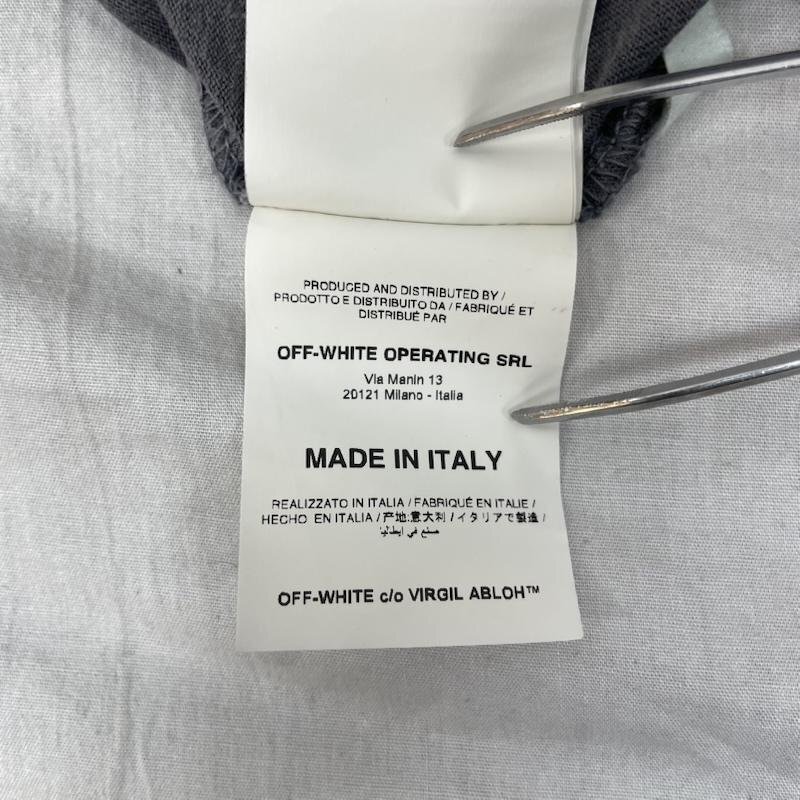 PRODUCED AND DISTRIBUTED BY /
PRODOTTO E DISTRIBUITO DA / FABRIQUÉ ET
DISTRIBUÉ PAR
OFF-WHITE OPERATING SRL
Via Manin 13
20121 Milano - Italia
MADE IN ITALY
REALIZZATO IN ITALIA / FABRIQUÉ EN ITALIE /
HECHO EN ITALIA / 产地:意大利 / イタリアで製造 /
صنع في ايطاليا
OFF-WHITE c/o VIRGIL ABLOH™